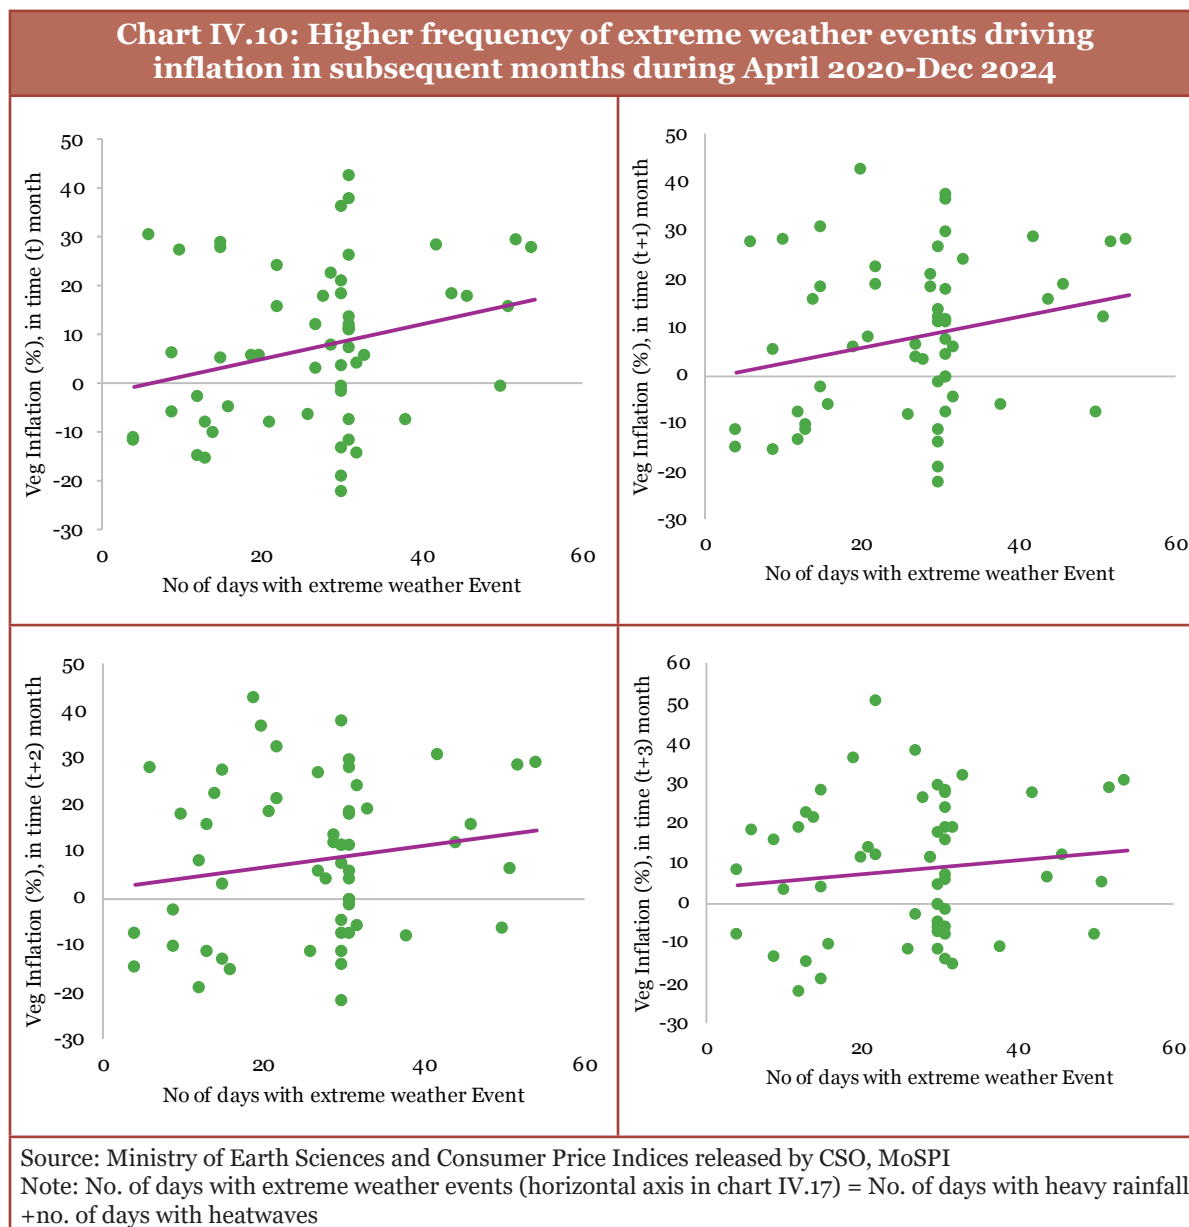 Chart IV.10: Higher frequency of extreme weather events driving
inflation in subsequent months during April 2020-Dec 2024
Veg Inflation (%), in time (t) month
50
40
30
20
10
0
-10
-20
-30
0 20 40 60
No of days with extreme weather Event
Veg Inflation (%), in time (t+1) month
50
40
30
20
10
0
-10
-20
-30
0 20 40 60
No of days with extreme weather Event
Veg Inflation (%), in time (t+2) month
50
40
30
20
10
0
-10
-20
-30
0 20 40 60
No of days with extreme weather Event
Veg Inflation (%), in time (t+3) month
60
50
40
30
20
10
0
-10
-20
-30
0 20 40 60
No of days with extreme weather Event
Source: Ministry of Earth Sciences and Consumer Price Indices released by CSO, MoSPI
Note: No. of days with extreme weather events (horizontal axis in chart IV.17) = No. of days with heavy rainfall
+no. of days with heatwaves